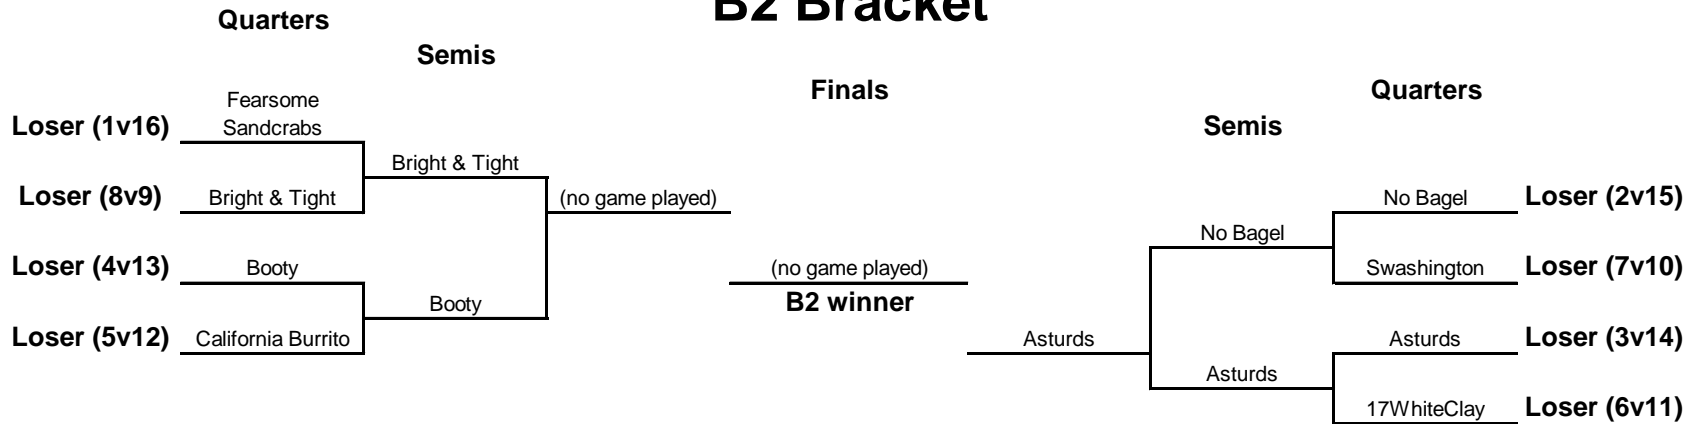 B2 Bracket
Quarters
Semis
Finals
Quarters
Semis
Fearsome
Loser (1v16) Sandcrabs
Bright & Tight
Loser (8v9) Bright & Tight
(no game played)
Loser (4v13) Booty
Booty
Loser (5v12) California Burrito
(no game played)
B2 winner
No Bagel Loser (2v15)
No Bagel
Swashington Loser (7v10)
Asturds
Asturds Loser (3v14)
Asturds
17WhiteClay Loser (6v11)